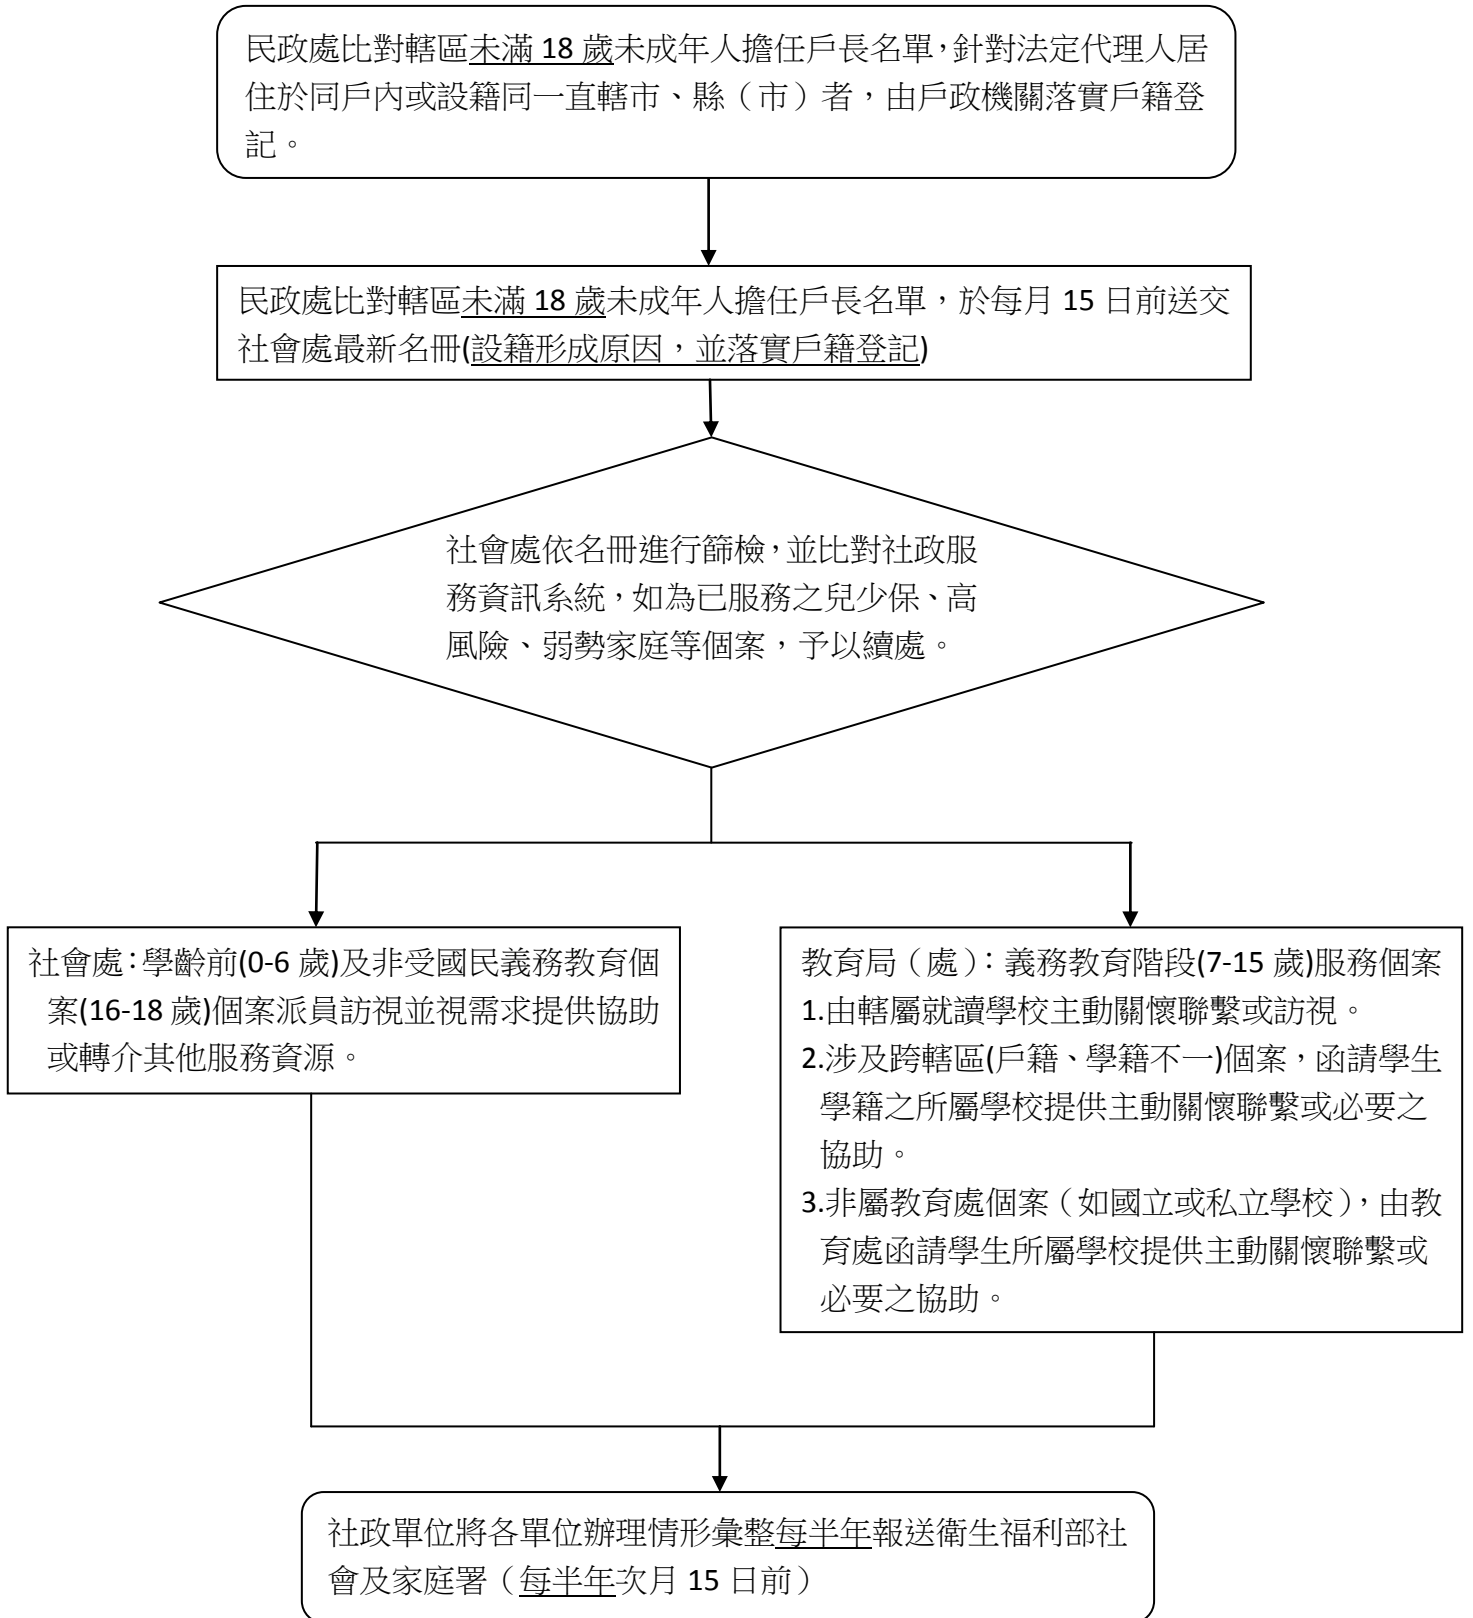 民政處比對轄區未滿 18 歲未成年人擔任戶長名單，針對法定代理人居
住於同戶內或設籍同一直轄市、縣（市）者，由戶政機關落實戶籍登
記。
民政處比對轄區未滿 18 歲未成年人擔任戶長名單，於每月 15 日前送交
社會處最新名冊(設籍形成原因，並落實戶籍登記)
社會處依名冊進行篩檢，並比對社政服
務資訊系統，如為已服務之兒少保、高
風險、弱勢家庭等個案，予以續處。
社會處：學齡前(0-6 歲)及非受國民義務教育個
案(16-18 歲)個案派員訪視並視需求提供協助
或轉介其他服務資源。
教育局（處）：義務教育階段(7-15 歲)服務個案
1.由轄屬就讀學校主動關懷聯繫或訪視。
2.涉及跨轄區(戶籍、學籍不一)個案，函請學生
學籍之所屬學校提供主動關懷聯繫或必要之
協助。
3.非屬教育處個案（如國立或私立學校），由教
育處函請學生所屬學校提供主動關懷聯繫或
必要之協助。
社政單位將各單位辦理情形彙整每半年報送衛生福利部社
會及家庭署（每半年次月 15 日前）